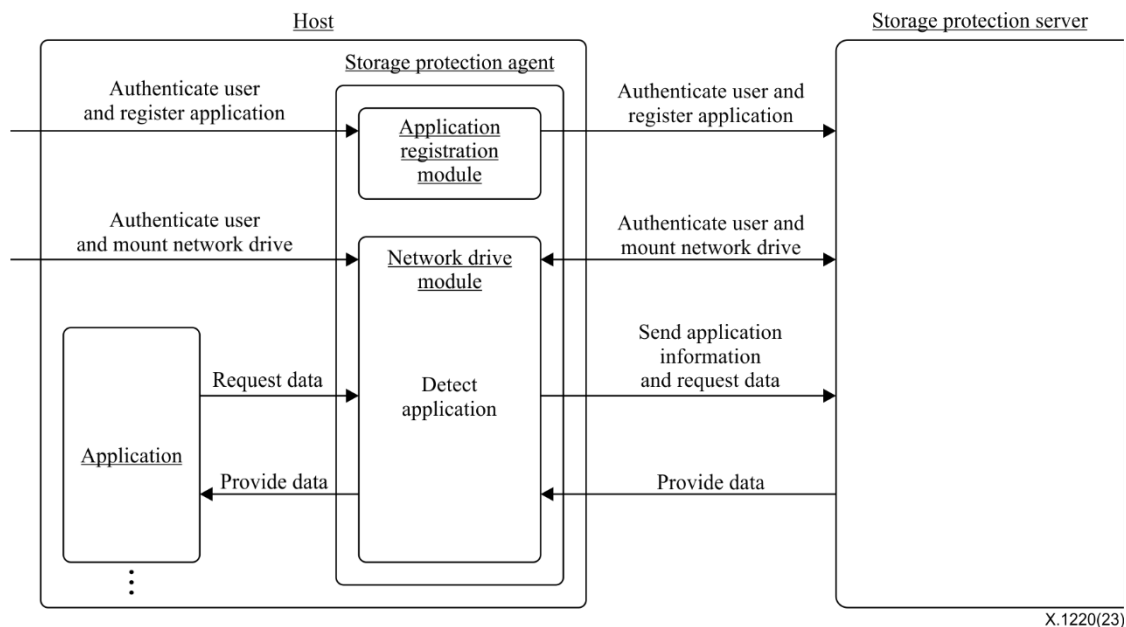 Host
Storage protection server
Storage protection agent
Authenticate user
and register application
Application
registration
module
Authenticate user and
register application
Authenticate user
and mount network drive
Network drive
module
Authenticate user and
mount network drive
Send application
information
and request data
Request data
Detect
application
Application
Provide data
Provide data
X.1220(23)